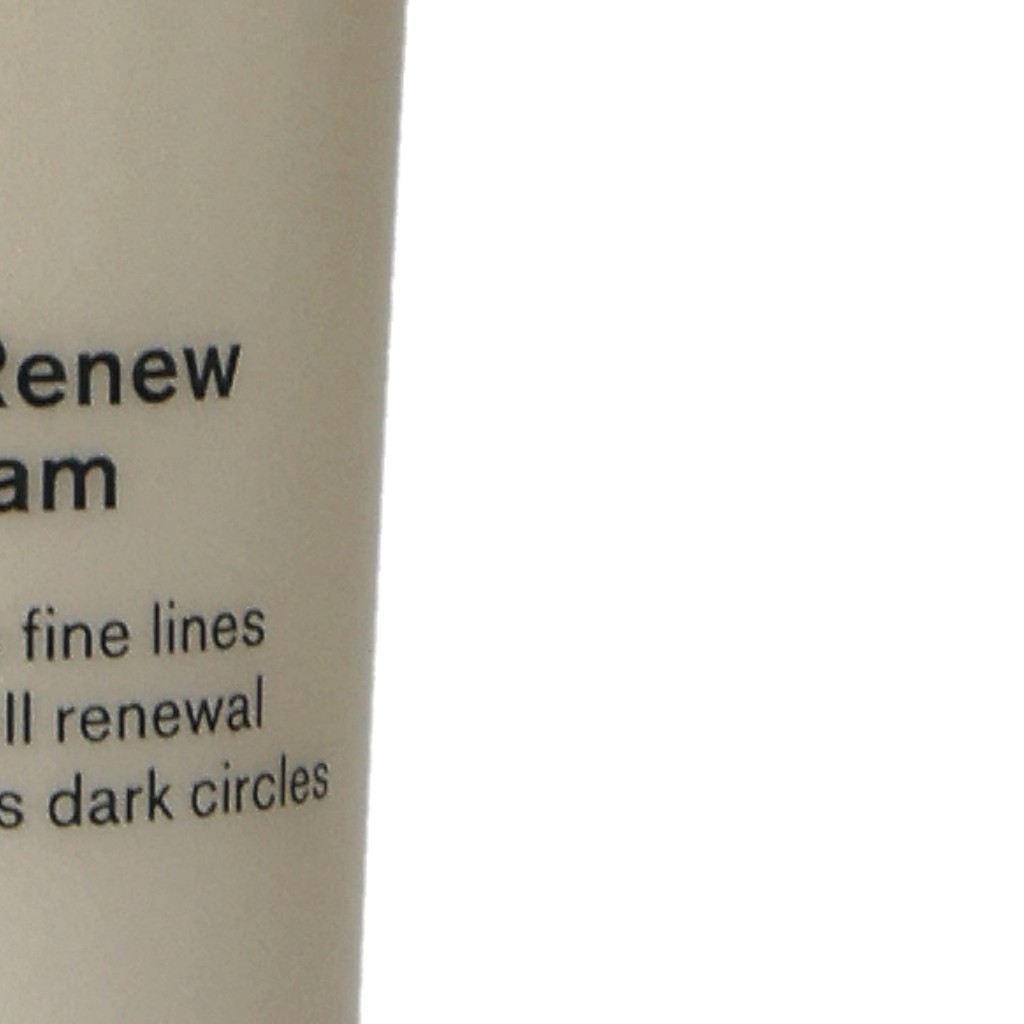 Renew
am
fine lines
ll renewal
s dark circles